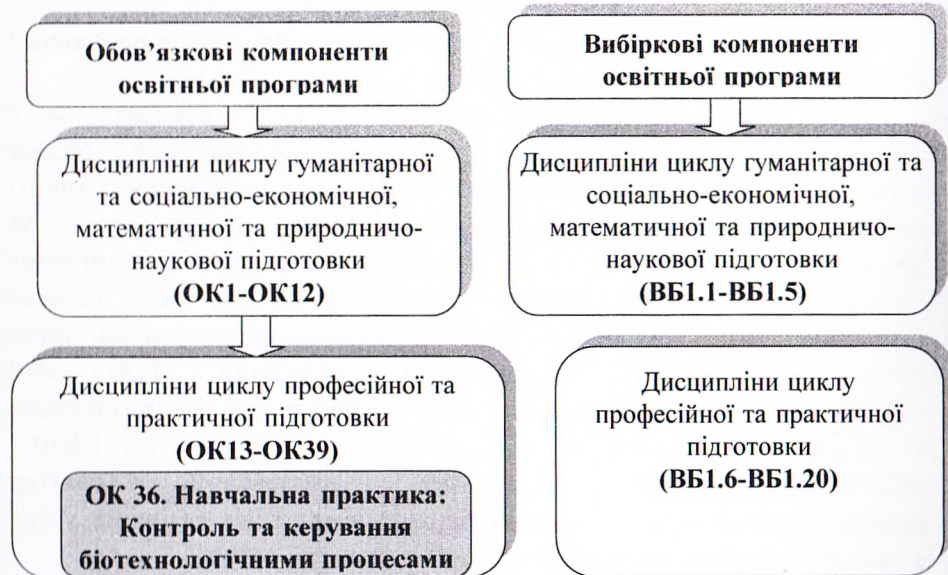 Обов'язкові компоненти
освітньої програми
Дисципліни циклу гуманітарної
та соціально-економічної,
математичної та природничо-
наукової підготовки
(ОК1-ОК12)
Дисципліни циклу професійної та
практичної підготовки
(ОК13-ОК39)
ОК 36. Навчальна практика:
Контроль та керування
біотехнологічними процесами
Вибіркові компоненти
освітньої програми
Дисципліни циклу гуманітарної та
соціально-економічної,
математичної та природничо-
наукової підготовки
(ВБ1.1-ВБ1.5)
Дисципліни циклу
професійної та практичної
підготовки
(ВБ1.6-ВБ1.20)